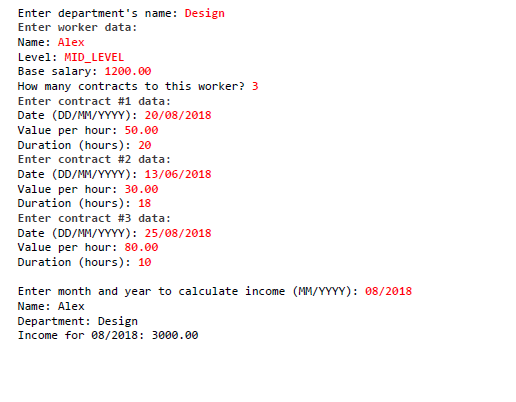 Enter department's name: Design
Enter worker data:
Name: Alex
Level: MID_LEVEL
Base salary: 1200.00
How many contracts to this worker? 3
Enter contract #1 data:
Date (DD/MM/YYYY): 20/08/2018
Value per hour: 50.00
Duration (hours): 20
Enter contract #2 data:
Date (DD/MM/YYYY): 13/06/2018
Value per hour: 30.00
Duration (hours): 18
Enter contract #3 data:
Date (DD/MM/YYYY): 25/08/2018
Value per hour: 80.00
Duration (hours): 10
Enter month and year to calculate income (MM/YYYY): 08/2018
Name: Alex
Department: Design
Income for 08/2018: 3000.00